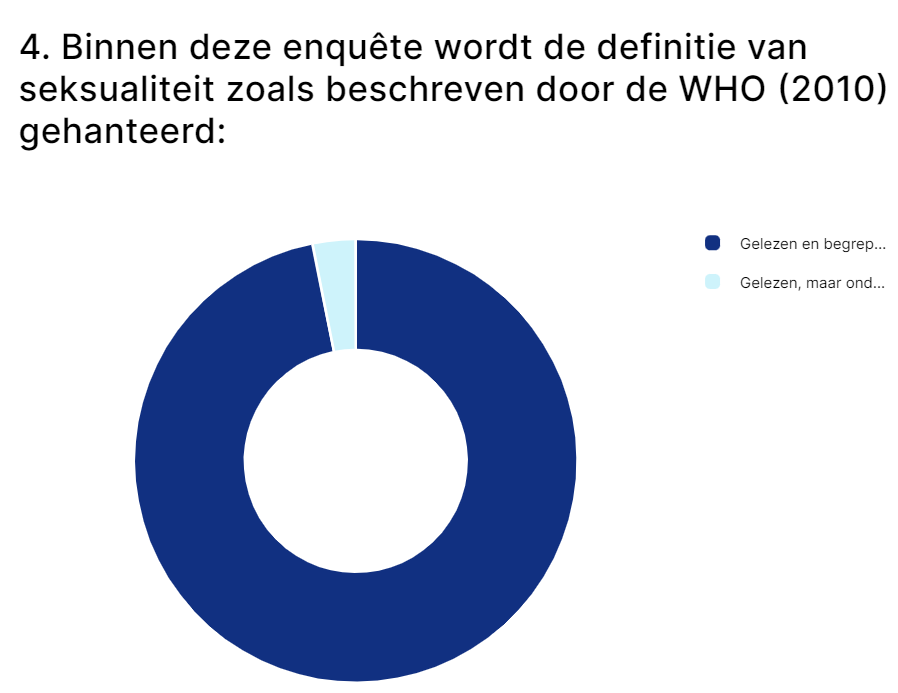 4. Binnen deze enquête wordt de definitie van
seksualiteit zoals beschreven door de WHO (2010)
gehanteerd:
Gelezen en begrep...
Gelezen, maar ond...